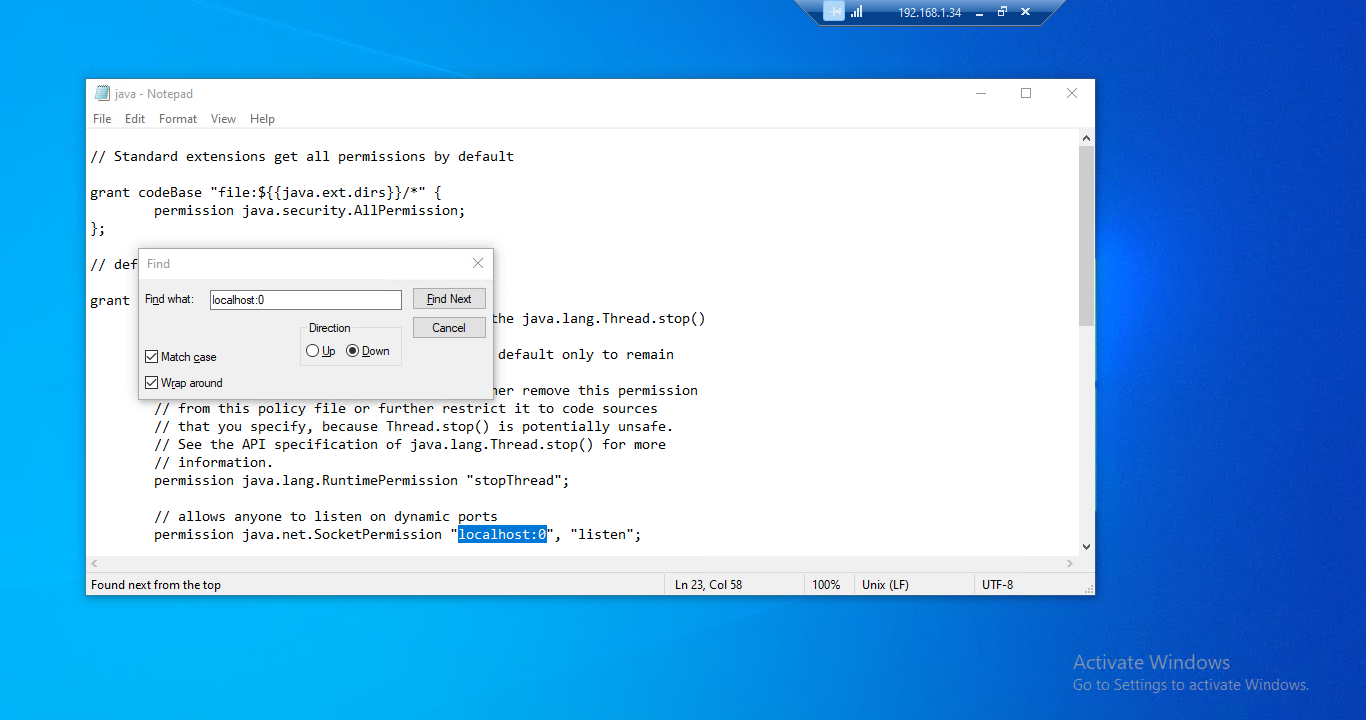 192.168.1.34
java - Notepad
File Edit Format View Help
// Standard extensions get all permissions by default
grant codeBase "file:${{java.ext.dirs}}/*" {
permission java.security.AllPermission;
};
// def
grant
Find
Find what: localhost:0 Find Next
Cancel
Direction
Up Down
Match case
Wrap around
the java.lang.Thread.stop()
default only to remain
her remove this permission
// from this policy file or further restrict it to code sources
// that you specify, because Thread.stop() is potentially unsafe.
// See the API specification of java.lang.Thread.stop() for more
// information.
permission java.lang.RuntimePermission "stopThread";
// allows anyone to listen on dynamic ports
permission java.net.SocketPermission "localhost:0", "listen";
Found next from the top Ln 23, Col 58 100% Unix (LF) UTF-8
Activate Windows
Go to Settings to activate Windows.